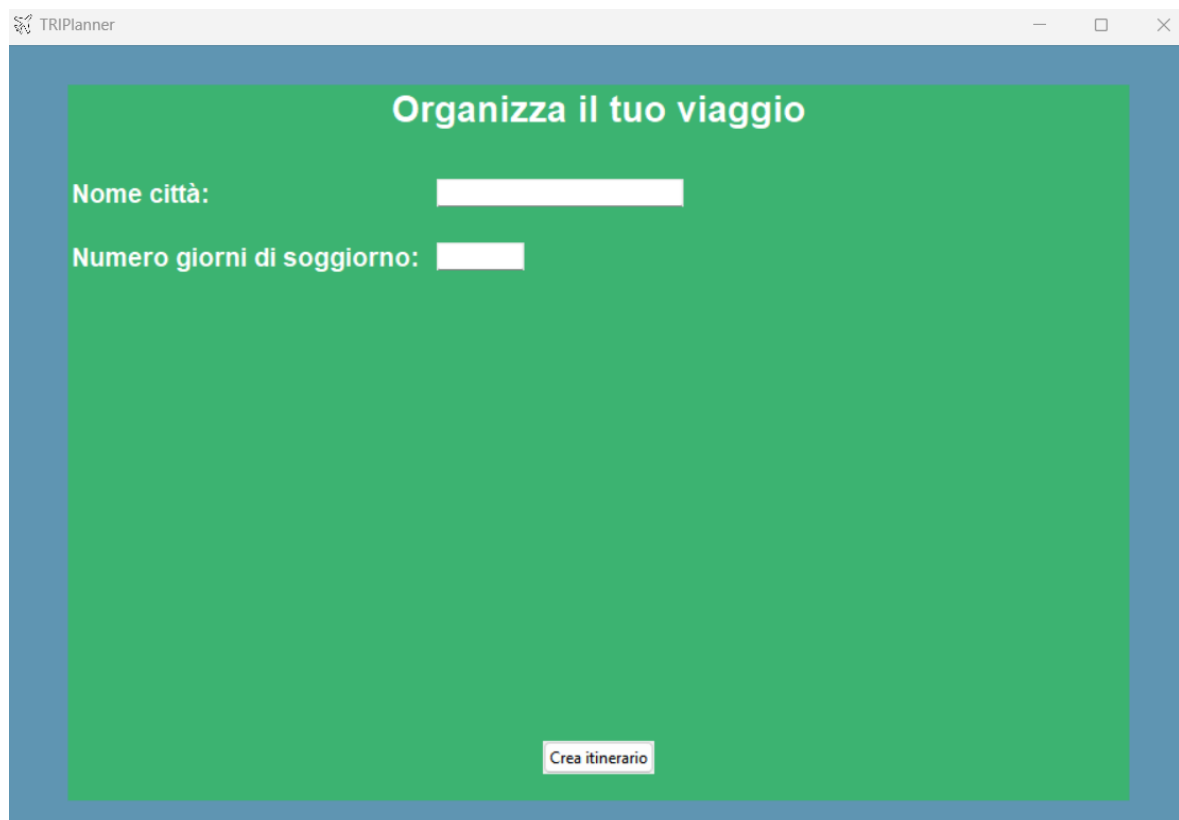 TRIPlanner
Organizza il tuo viaggio
Nome città:
Numero giorni di soggiorno:
Crea itinerario